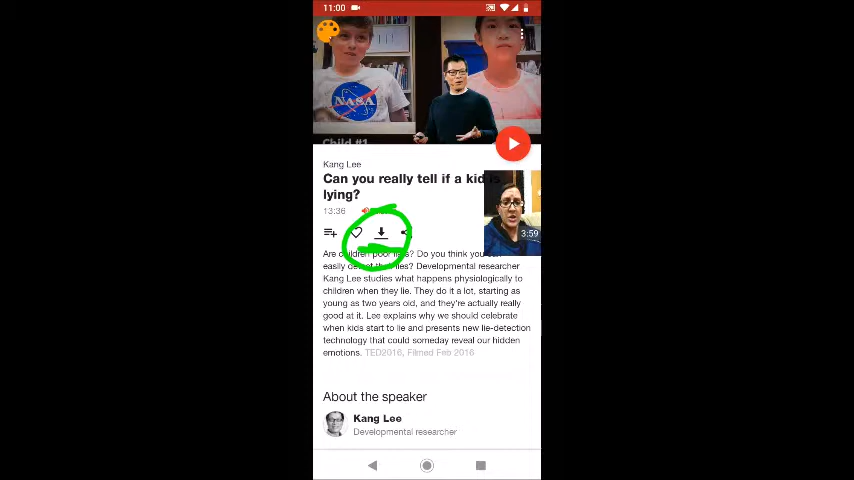 11:00
NASA
Child #1
Kang Lee
Can you really tell if a kid is
lying?
13:36
3:59
Are children poor liars? Do you think you can
easily detect their lies? Developmental researcher
Kang Lee studies what happens physiologically to
children when they lie. They do it a lot, starting as
young as two years old, and they're actually really
good at it. Lee explains why we should celebrate
when kids start to lie and presents new lie-detection
technology that could someday reveal our hidden
emotions. TED2016, Filmed Feb 2016
About the speaker
Kang Lee
Developmental researcher